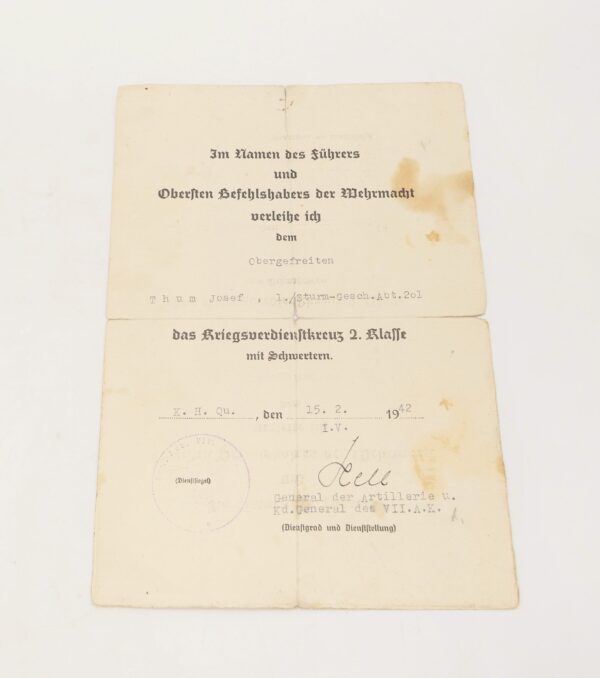 Im Namen des Führers
und
Obersten Befehlshabers der Wehrmacht
verleihe ich
dem
Obergefreiten
Thum Josef , 1./Sturm-Gesch.Abt.201
das Kriegsverdienstkreuz 2. Klasse
mit Schwertern.
K. H. Qu. , den 15. 2. 1942
I.V.
(Dienstsiegel)
Hell
General der Artillerie u.
Kd.General des VII.A.K.
(Dienstgrad und Dienststellung)